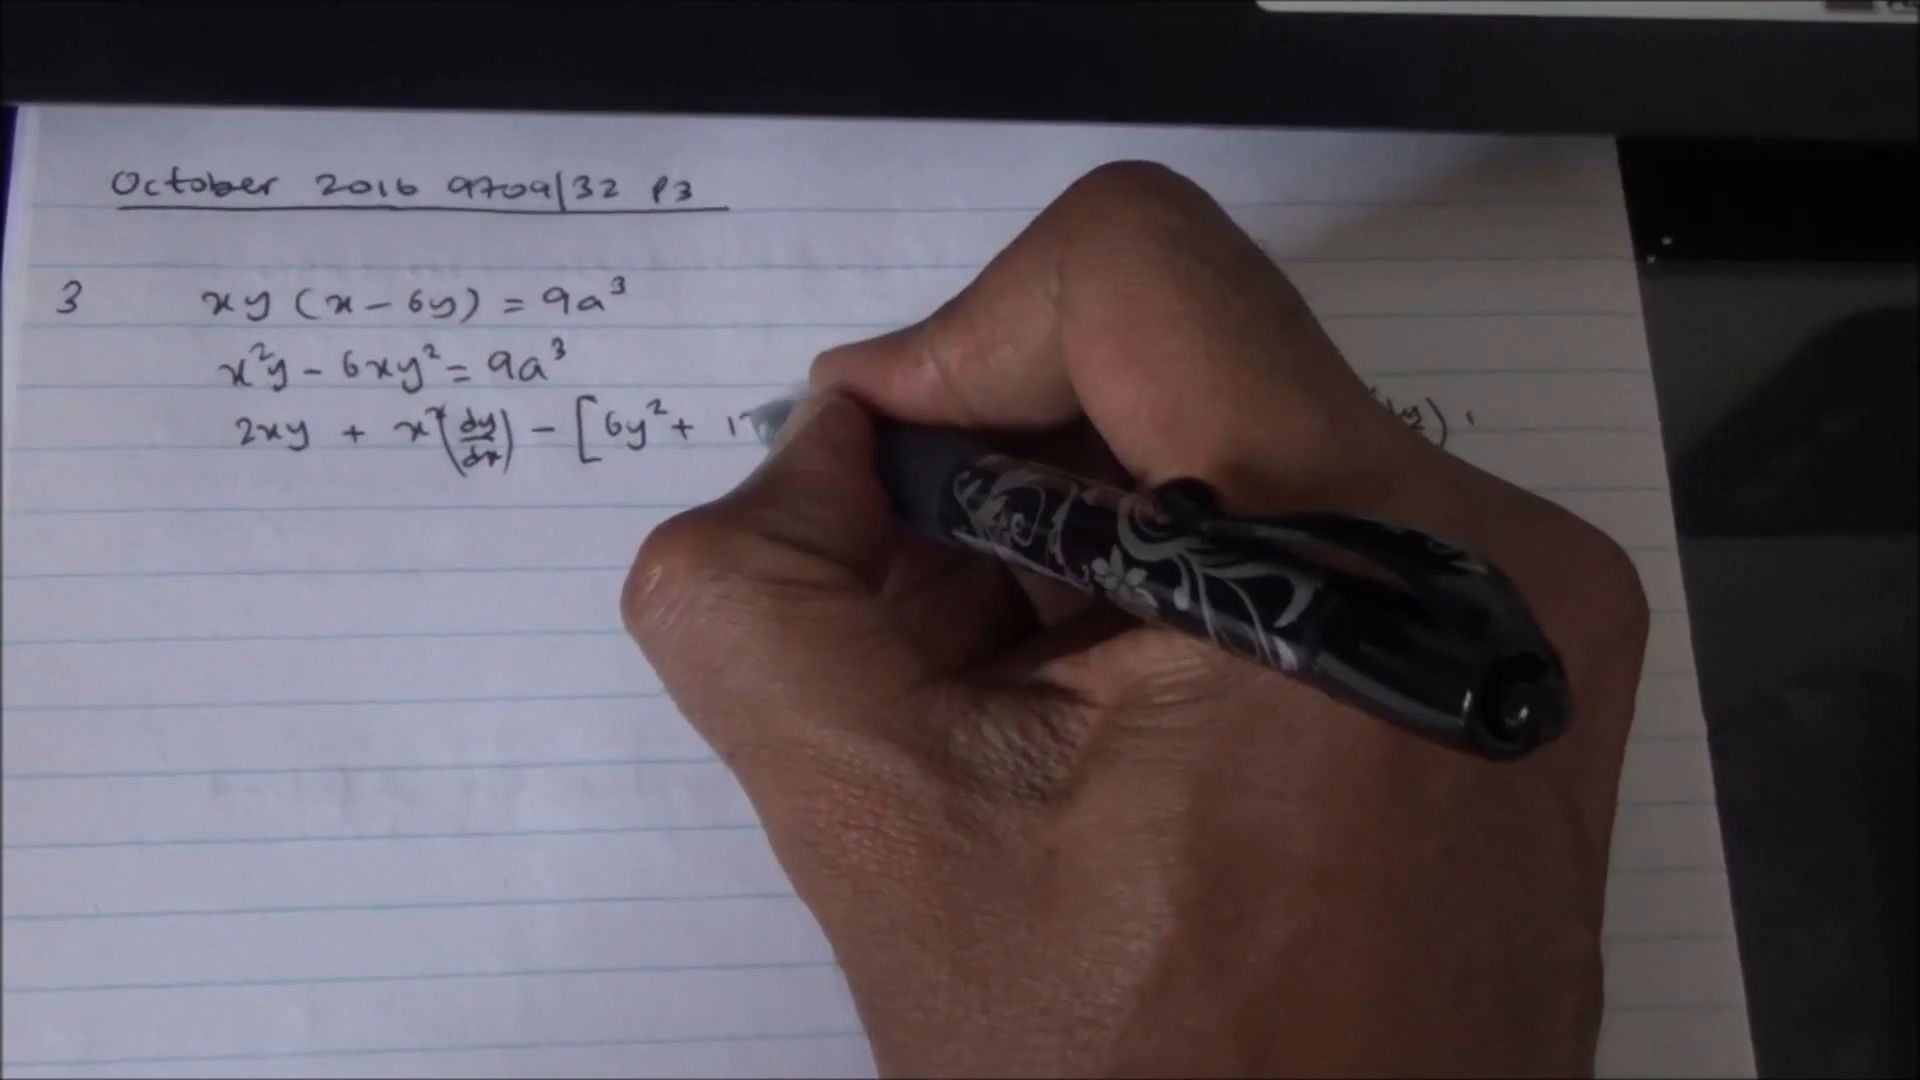 October 2016 9709/32 P3
3 xy (x - 6y) = 9a³
x²y - 6xy² = 9a³
2xy + x²(dy/dx) - [6y² + 1